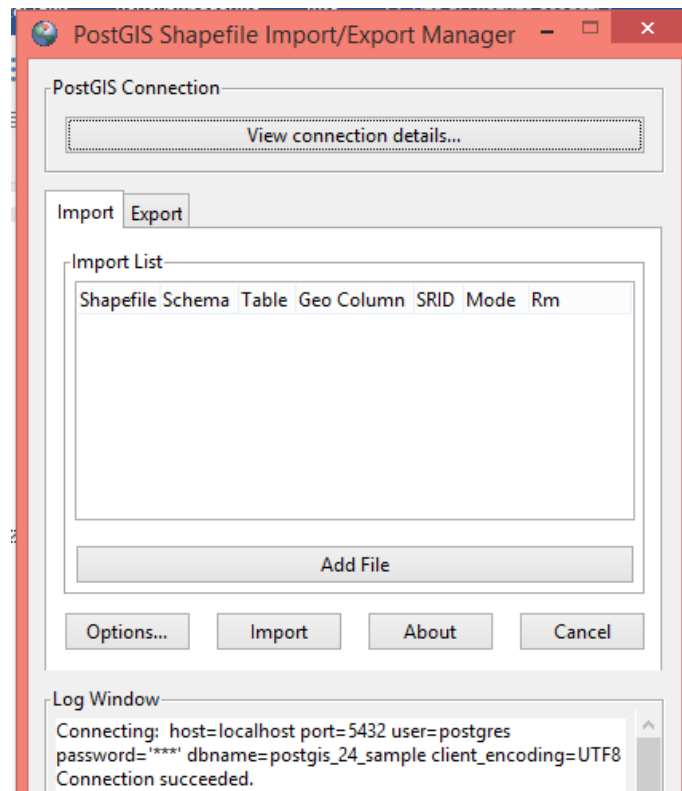 PostGIS Shapefile Import/Export Manager
PostGIS Connection
View connection details...
Import Export
Import List
Shapefile Schema Table Geo Column SRID Mode Rm
Add File
Options... Import About Cancel
Log Window
Connecting: host=localhost port=5432 user=postgres
password='***' dbname=postgis_24_sample client_encoding=UTF8
Connection succeeded.